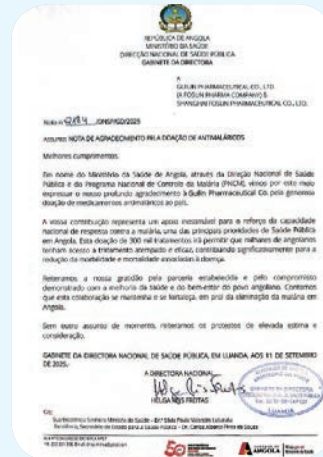 REPÚBLICA DE ANGOLA
MINISTÉRIO DA SAÚDE
DIRECÇÃO NACIONAL DE SAÚDE PÚBLICA
GABINETE DA DIRECTORA
A
GUILIN PHARMACEUTICAL CO., LTD.
(A FOSUN PHARMA COMPANY) &
SHANGHAI FOSUN PHARMACEUTICAL CO., LTD.
Nota nº /DNSP/GD/2025
Assunto: NOTA DE AGRADECIMENTO PELA DOAÇÃO DE ANTIMALÁRICOS
Melhores cumprimentos.
Em nome do Ministério da Saúde de Angola, através da Direção Nacional de Saúde
Pública e do Programa Nacional de Controlo da Malária (PNCM), vimos por este meio
expressar o nosso profundo agradecimento à Guilin Pharmaceutical Co. pela generosa
doação de medicamentos antimaláricos ao país.
A vossa contribuição representa um apoio inestimável para o reforço da capacidade
nacional de resposta contra a malária, uma das principais prioridades de Saúde Pública
em Angola. Esta doação de 300 mil tratamentos irá permitir que milhares de angolanos
tenham acesso a tratamento atempado e eficaz, contribuindo significativamente para a
redução da morbidade e mortalidade associadas à doença.
Reiteramos a nossa gratidão pela parceria estabelecida e pelo compromisso
demonstrado com a melhoria da saúde e do bem-estar do povo angolano. Contamos
que esta colaboração se mantenha e se fortaleça, em prol da eliminação da malária em
Angola.
Sem outro assunto de momento, reiteramos os protestos de elevada estima e
consideração.
GABINETE DA DIRECTORA NACIONAL DE SAÚDE PÚBLICA, EM LUANDA, AOS 11 DE SETEMBRO
DE 2025.
A DIRECTORA NACIONAL
HELGA REIS FREITAS
LUANDA
50
ANGOLA